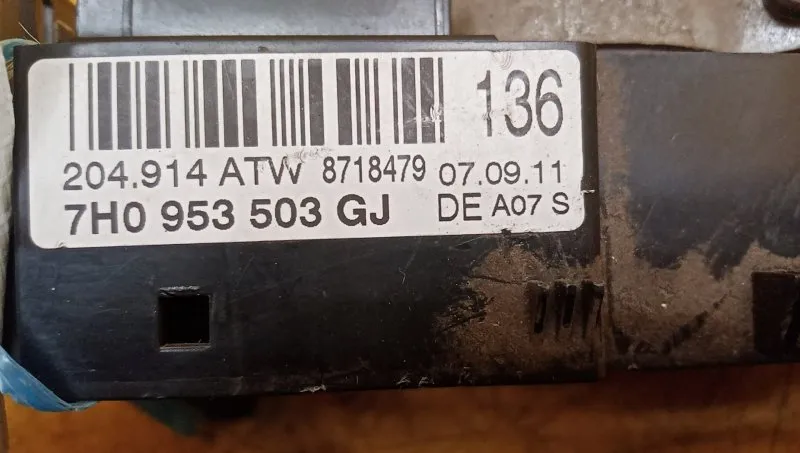 136
204.914 ATW 8718479 07.09.11
7H0 953 503 GJ DE A07 S